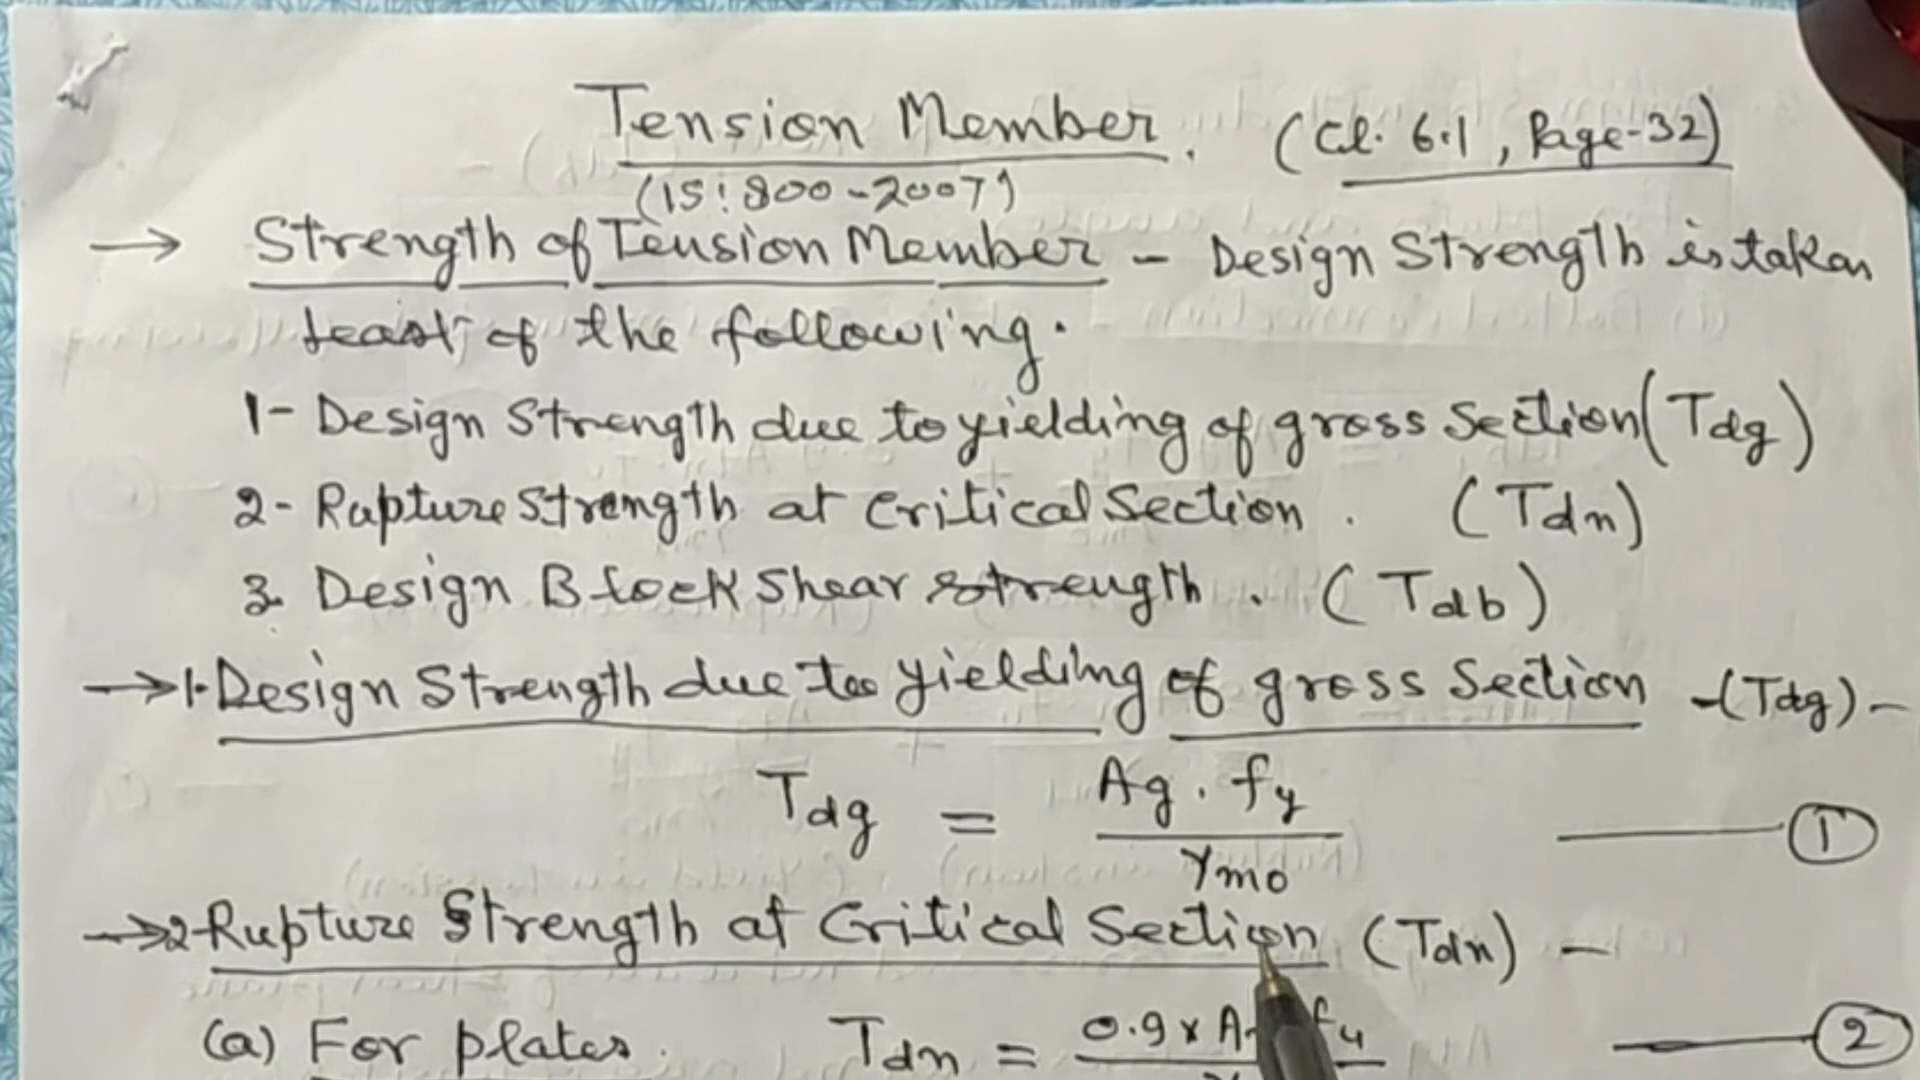 Tension Member. (Cl. 6.1, Page-32)
(IS: 800-2007)
→ Strength of Tension Member - Design Strength is taken
least of the following.
1- Design Strength due to yielding of gross Section (Tdg)
2- Rupture Strength at Critical Section. (Tdn)
3. Design Block Shear strength. (Tdb)
→ 1. Design Strength due to yielding of gross Section -(Tdg)-
Tdg = Ag . fy / γmo ——— ①
→ 2- Rupture Strength at Critical Section (Tdn) -
(a) For plates. Tdn = 0.9 x A fu ——— ②